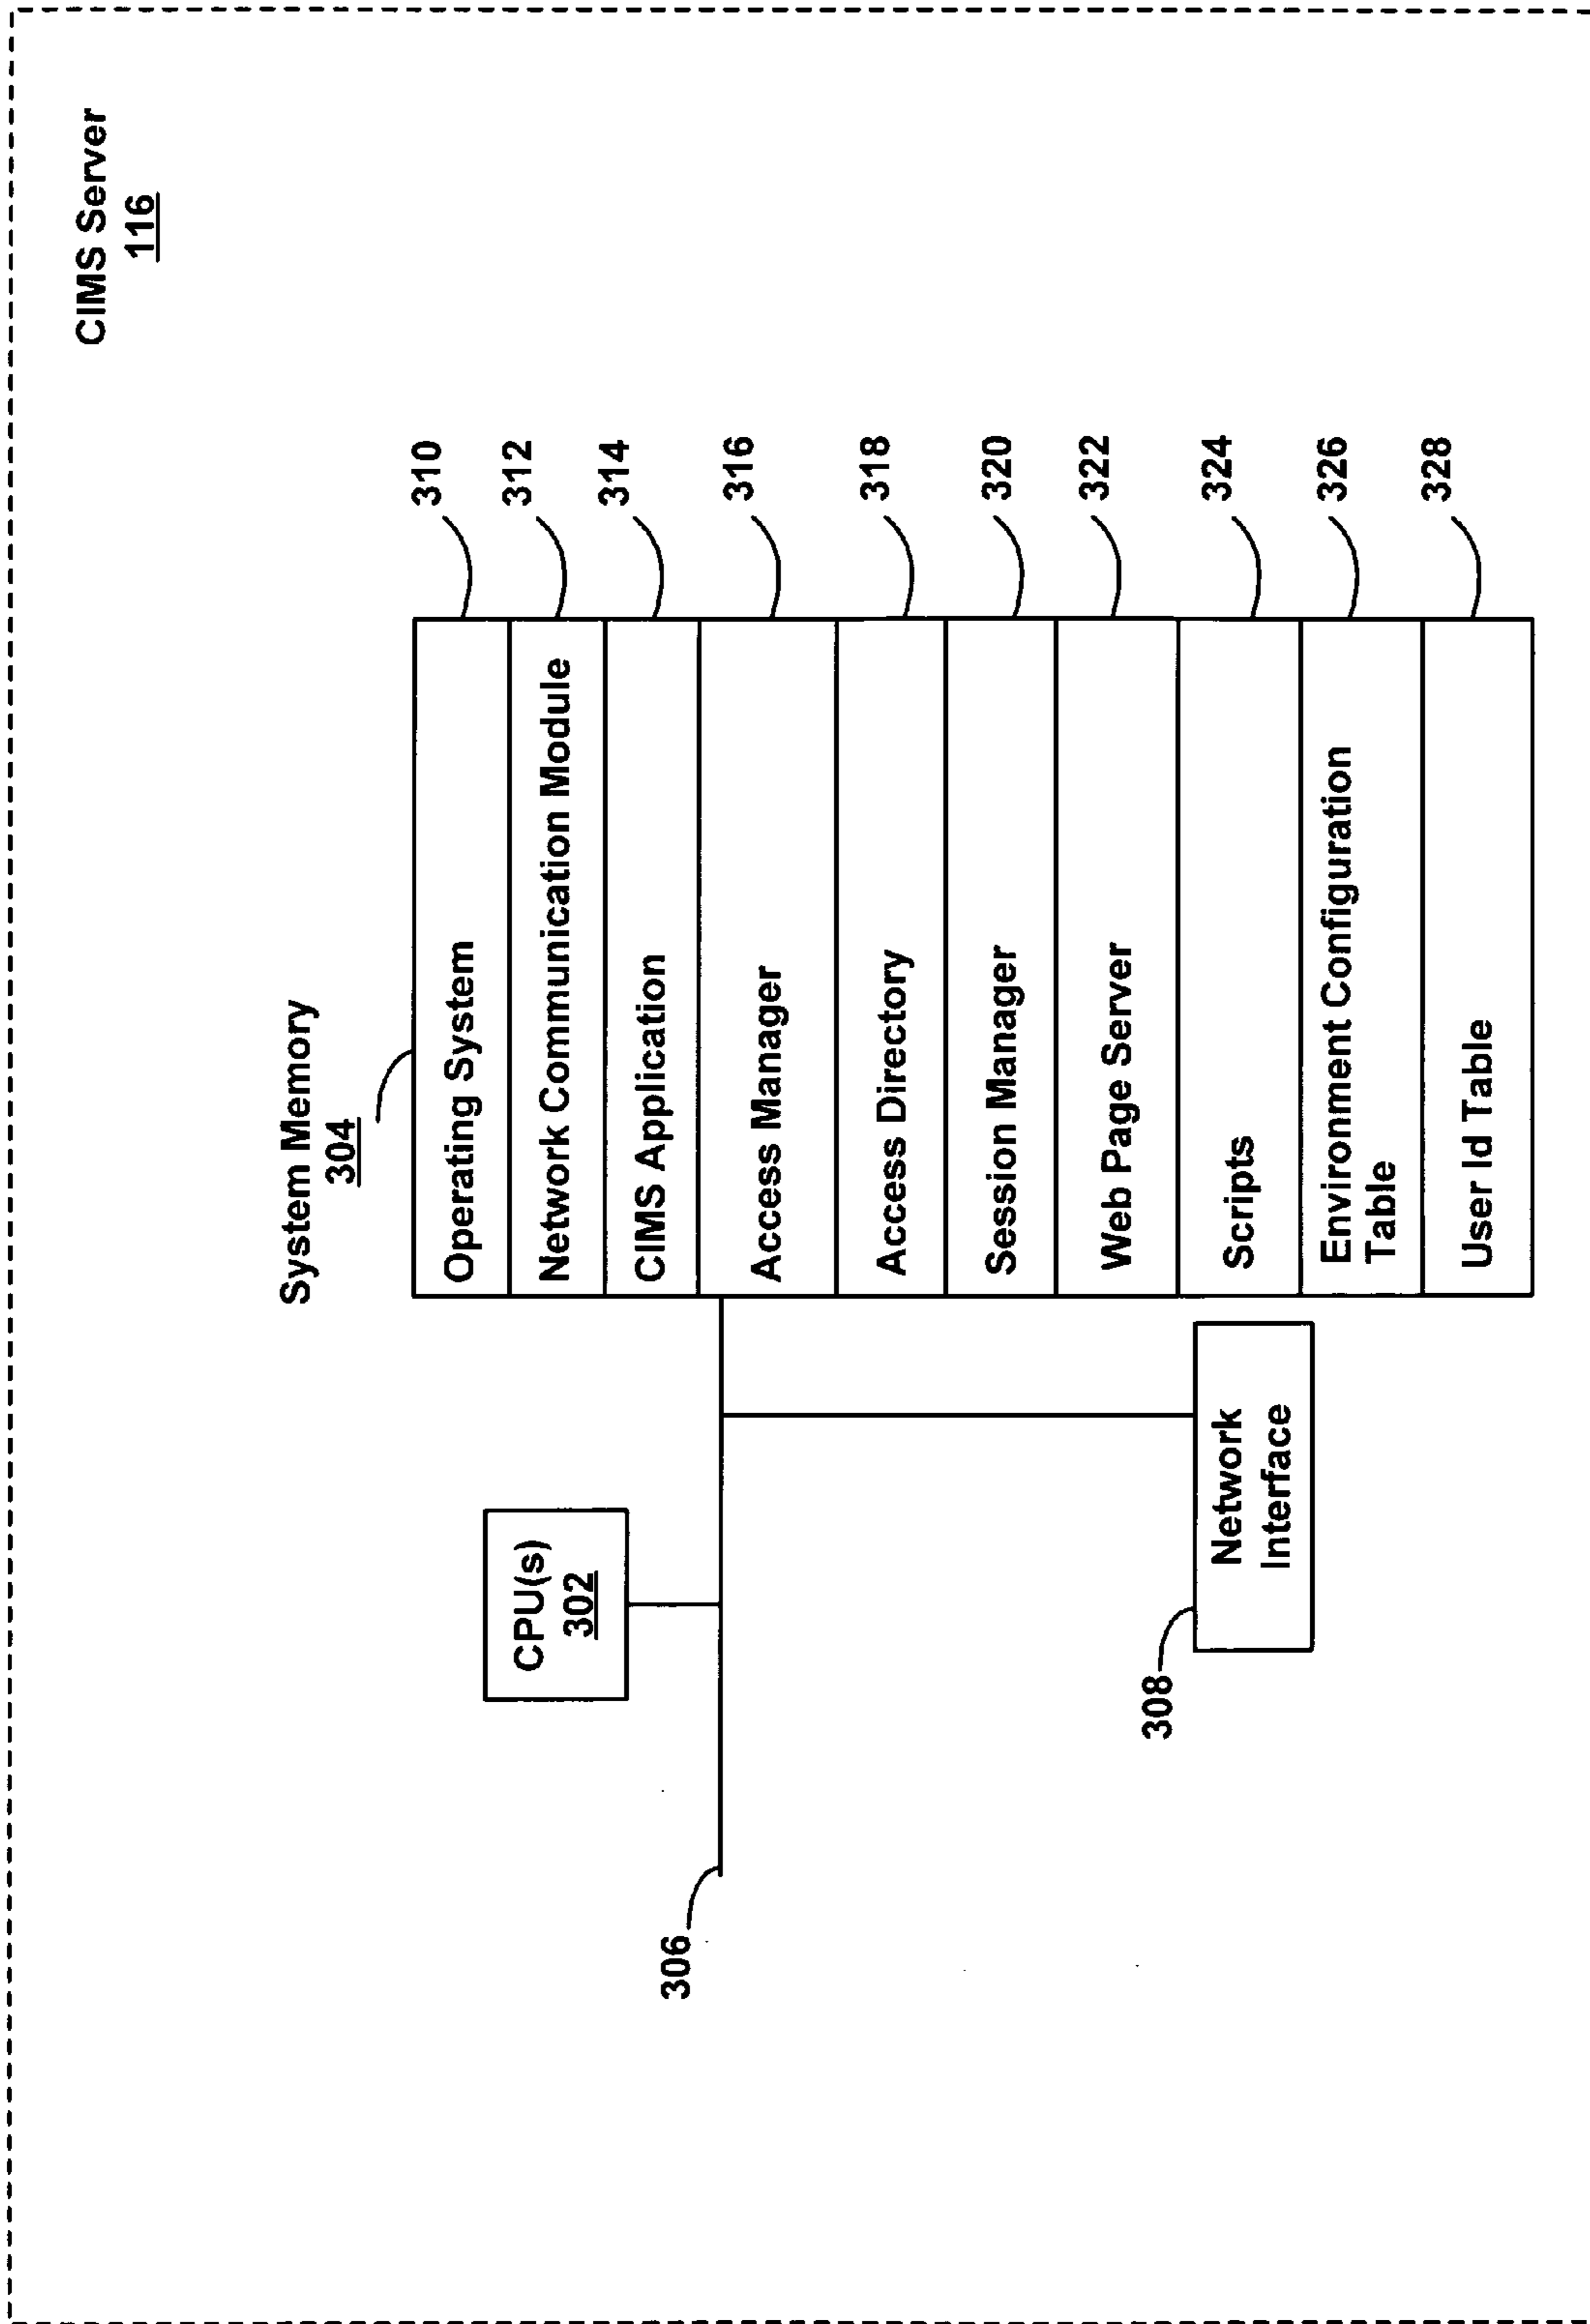 CIMS Server
116
System Memory
304
Operating System
310
Network Communication Module
312
CIMS Application
314
Access Manager
316
Access Directory
318
Session Manager
320
Web Page Server
322
Scripts
324
Environment Configuration
Table
326
User Id Table
328
CPU(s)
302
306
308
Network
Interface